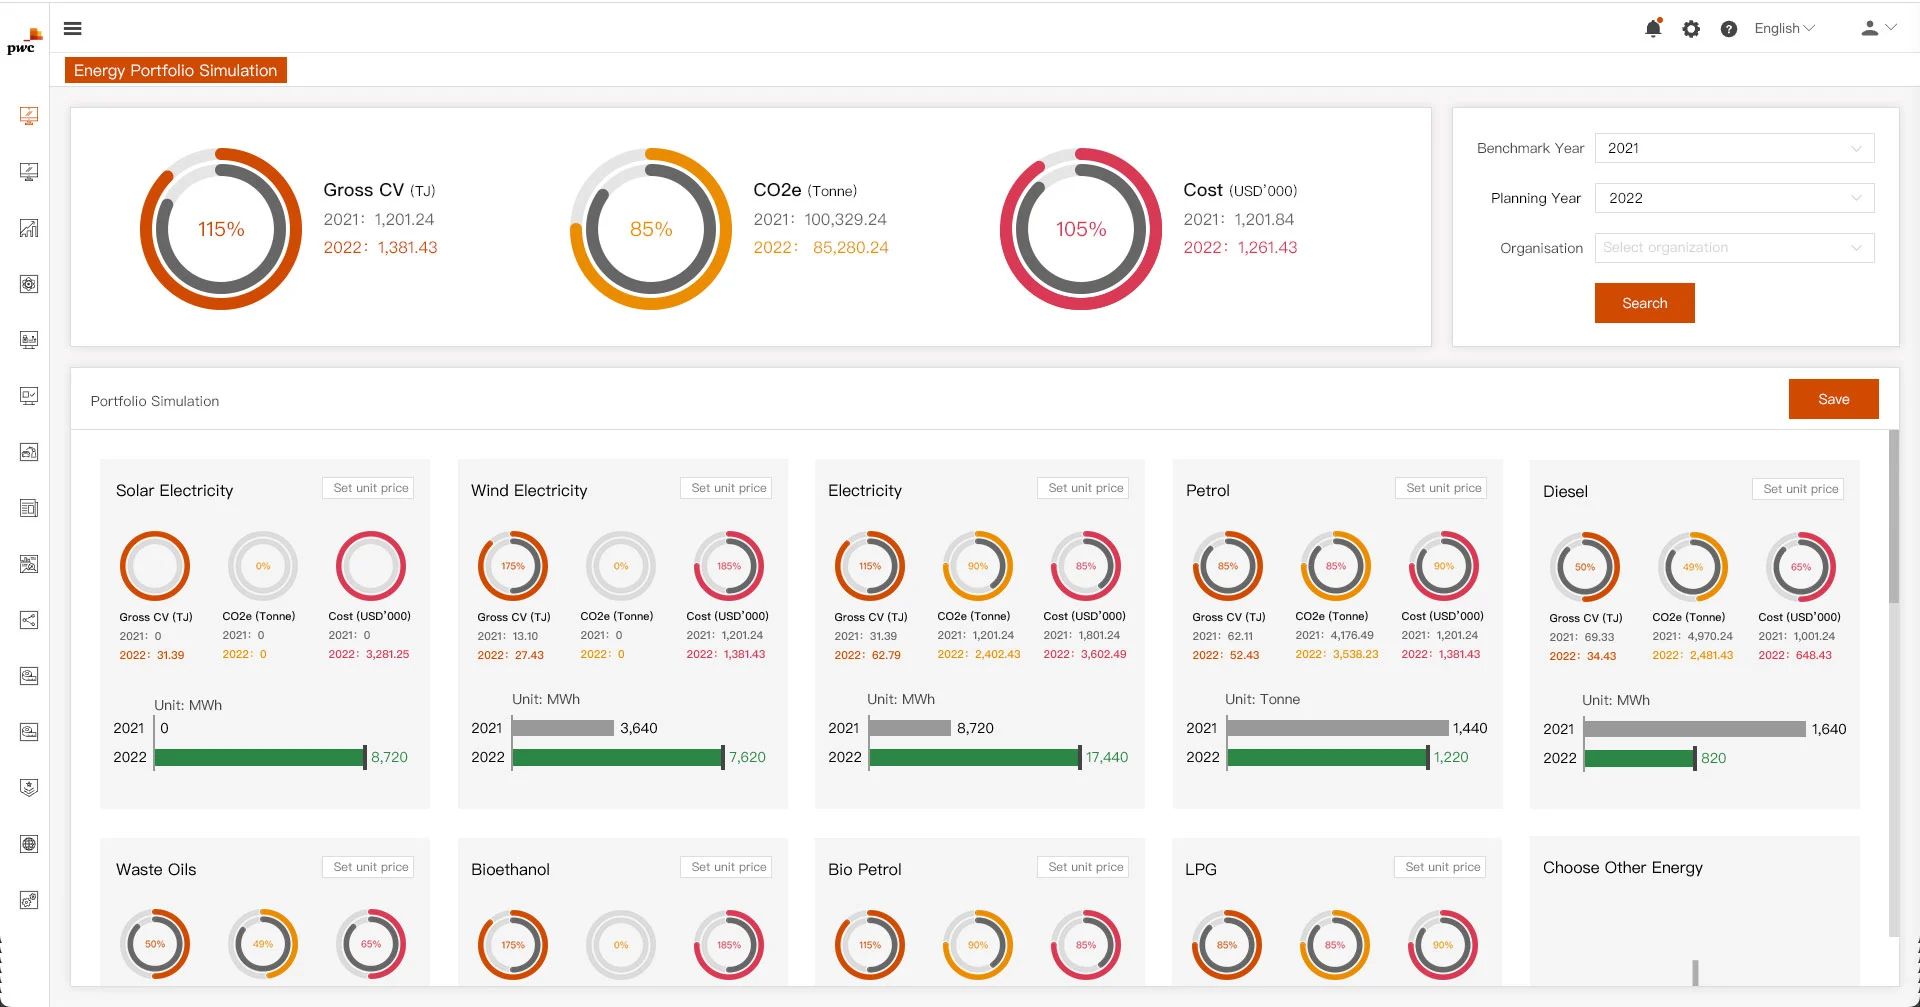 pwc
English
Energy Portfolio Simulation
115%
Gross CV (TJ)
2021: 1,201.24
2022: 1,381.43
85%
CO2e (Tonne)
2021: 100,329.24
2022: 85,280.24
105%
Cost (USD'000)
2021: 1,201.84
2022: 1,261.43
Benchmark Year 2021
Planning Year 2022
Organisation Select organization
Search
Portfolio Simulation
Save
Solar Electricity
Set unit price
0%
Gross CV (TJ)
2021: 0
2022: 31.39
CO2e (Tonne)
2021: 0
2022: 0
Cost (USD'000)
2021: 0
2022: 3,281.25
Unit: MWh
2021 0
2022 8,720
Wind Electricity
Set unit price
175%
0%
185%
Gross CV (TJ)
2021: 13.10
2022: 27.43
CO2e (Tonne)
2021: 0
2022: 0
Cost (USD'000)
2021: 1,201.24
2022: 1,381.43
Unit: MWh
2021 3,640
2022 7,620
Electricity
Set unit price
115%
90%
85%
Gross CV (TJ)
2021: 31.39
2022: 62.79
CO2e (Tonne)
2021: 1,201.24
2022: 2,402.43
Cost (USD'000)
2021: 1,801.24
2022: 3,602.49
Unit: MWh
2021 8,720
2022 17,440
Petrol
Set unit price
85%
85%
90%
Gross CV (TJ)
2021: 62.11
2022: 52.43
CO2e (Tonne)
2021: 4,176.49
2022: 3,538.23
Cost (USD'000)
2021: 1,201.24
2022: 1,381.43
Unit: Tonne
2021 1,440
2022 1,220
Diesel
Set unit price
50%
49%
65%
Gross CV (TJ)
2021: 69.33
2022: 34.43
CO2e (Tonne)
2021: 4,970.24
2022: 2,481.43
Cost (USD'000)
2021: 1,001.24
2022: 648.43
Unit: MWh
2021 1,640
2022 820
Waste Oils
Set unit price
50%
49%
65%
Bioethanol
Set unit price
175%
0%
185%
Bio Petrol
Set unit price
115%
90%
85%
LPG
Set unit price
85%
85%
90%
Choose Other Energy